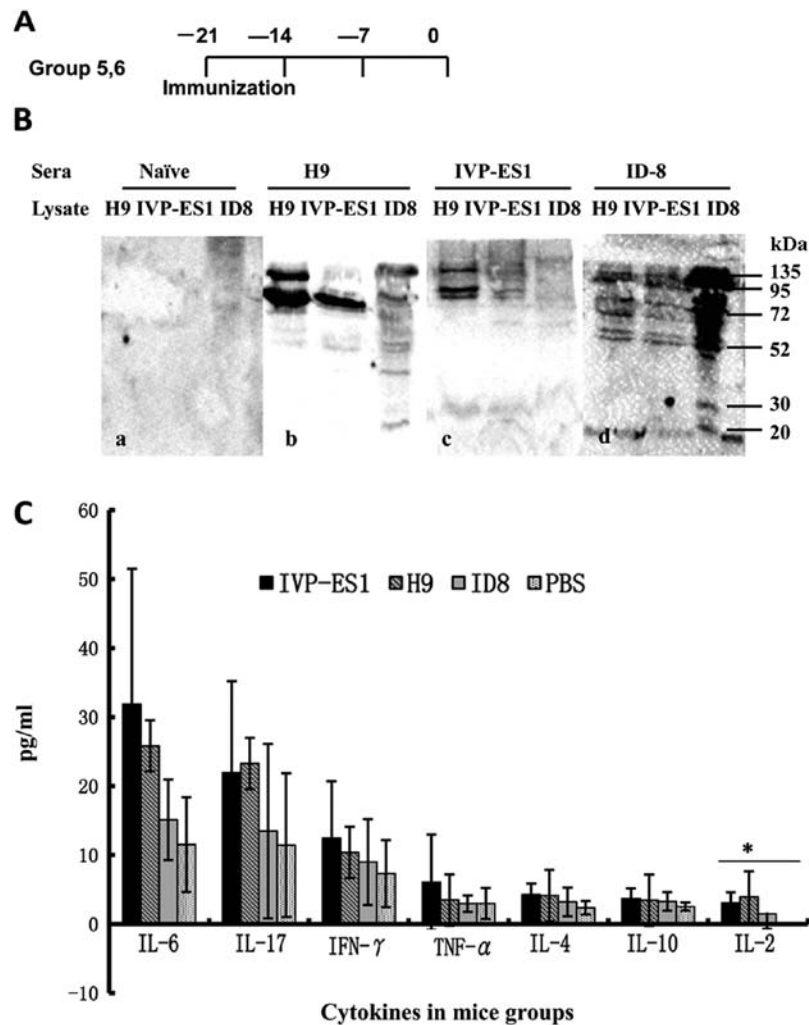 A
—21 —14 —7 0
Group 5,6
Immunization
B
Sera Naïve H9 IVP-ES1 ID-8
Lysate H9 IVP-ES1 ID8 H9 IVP-ES1 ID8 H9 IVP-ES1 ID8 H9 IVP-ES1 ID8
kDa
135
95
72
52
30
20
a b c d
C
60
50
40
30
20
10
0
-10
pg/ml
IVP-ES1 H9 ID8 PBS
*
IL-6 IL-17 IFN-γ TNF-α IL-4 IL-10 IL-2
Cytokines in mice groups